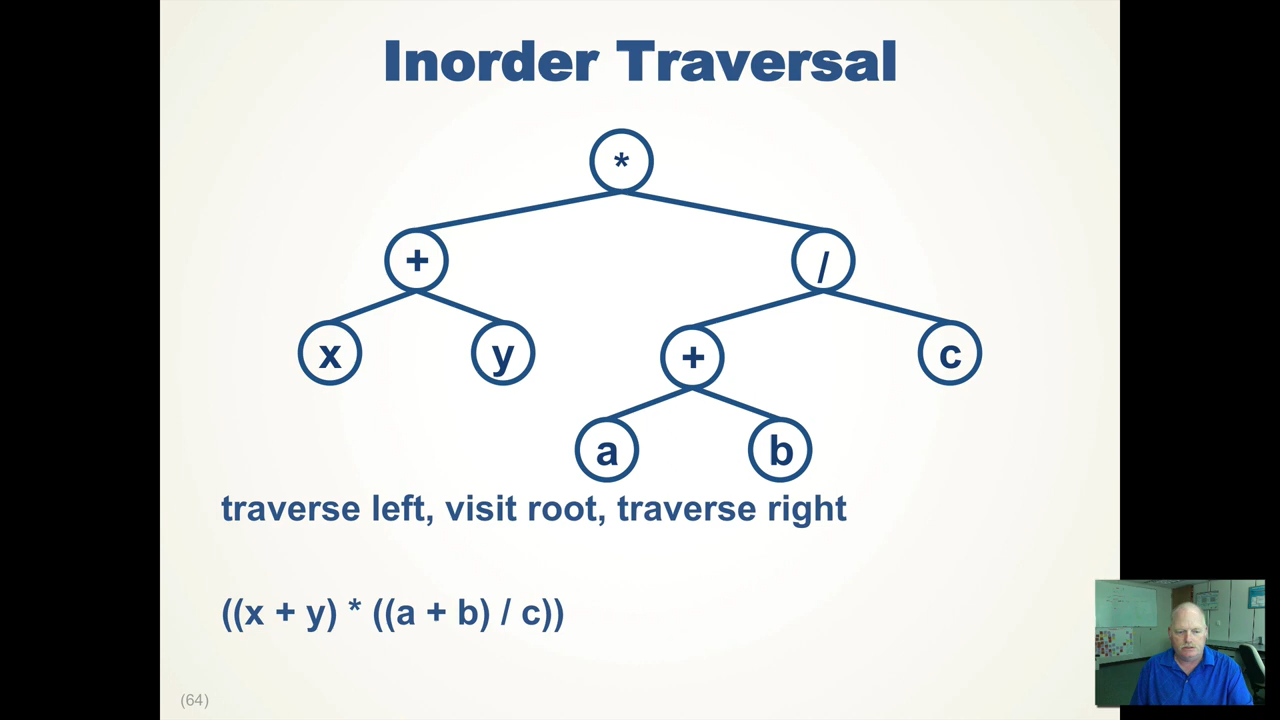 Inorder Traversal
*
+ /
x y + c
a b
traverse left, visit root, traverse right
((x + y) * ((a + b) / c))
(64)